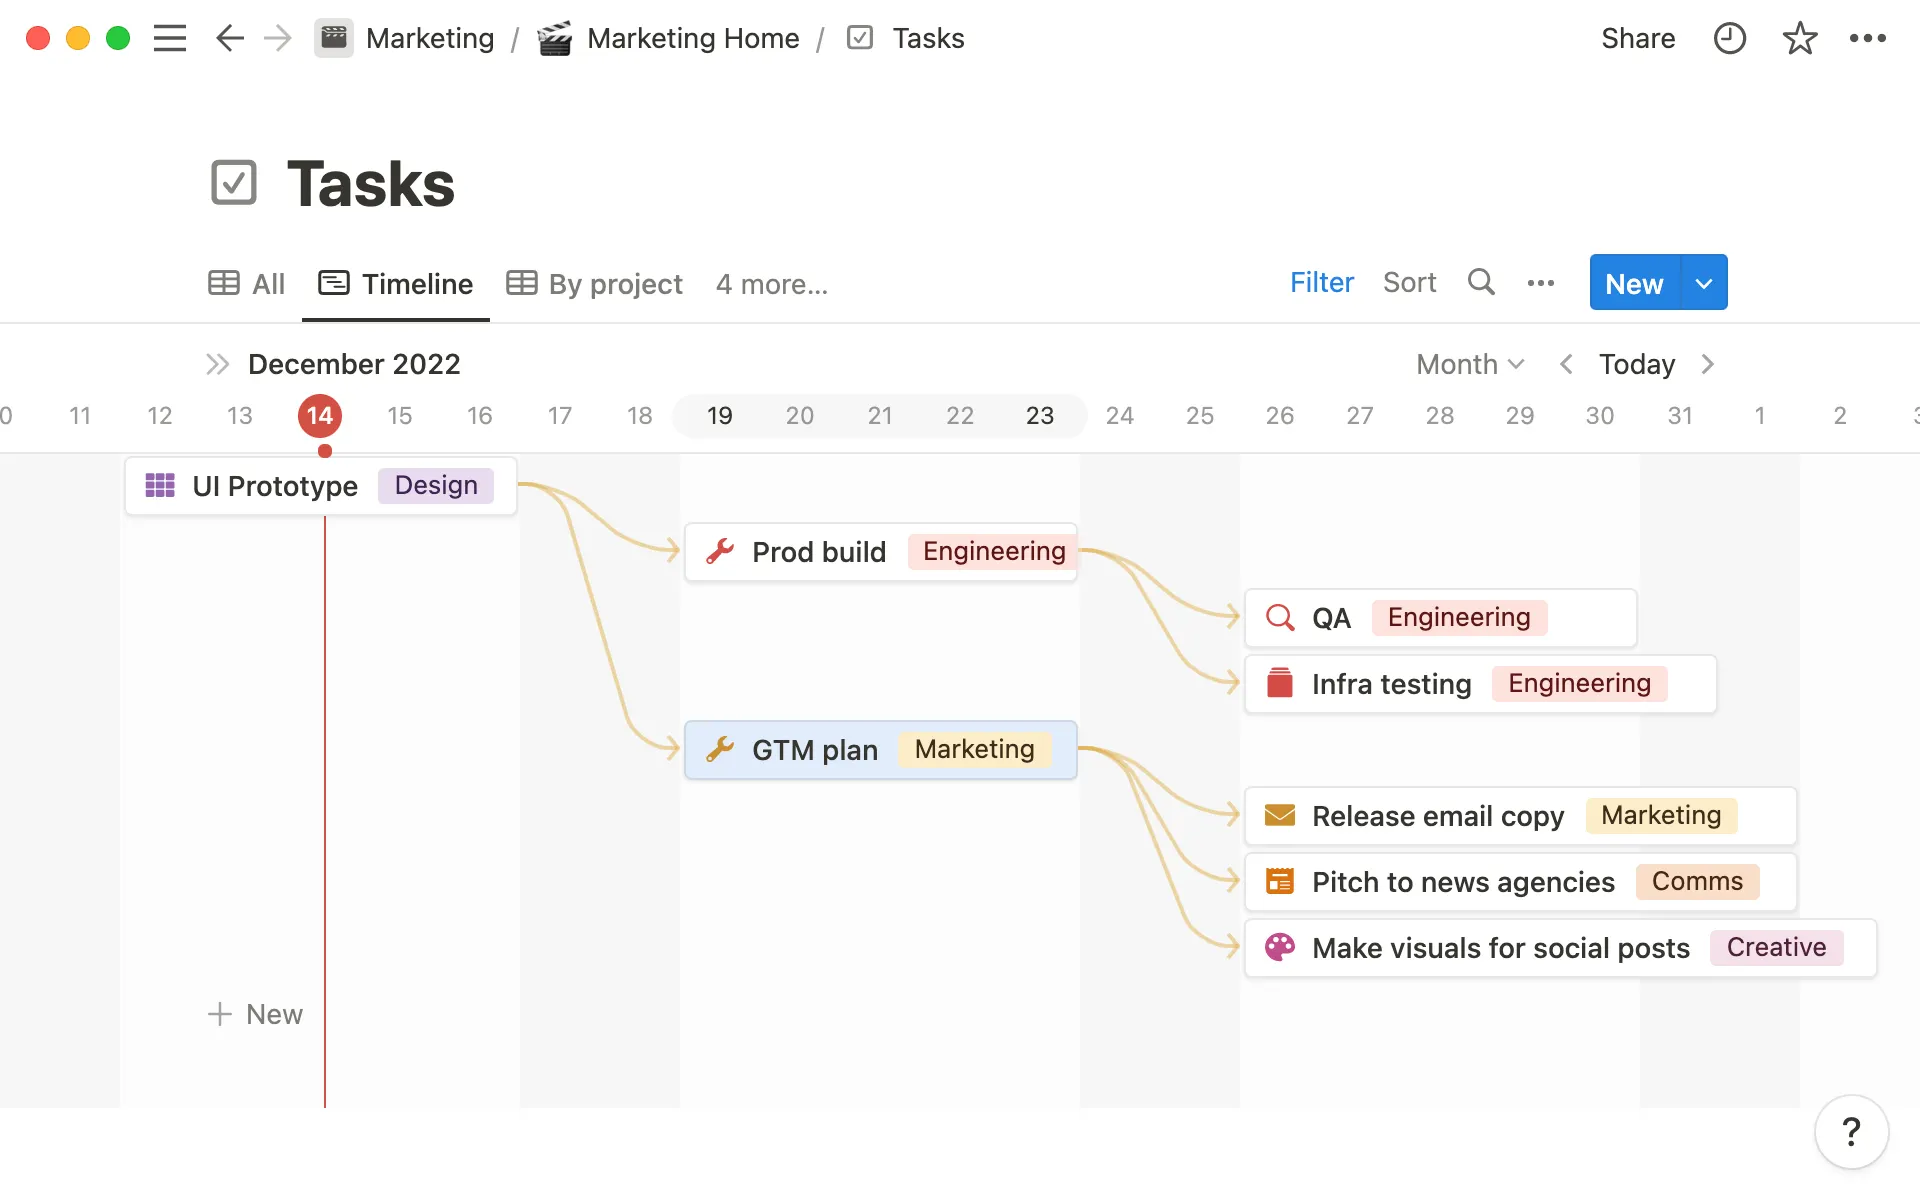 Marketing / Marketing Home / Tasks Share
Tasks
All Timeline By project 4 more... Filter Sort New
December 2022 Month Today
0 11 12 13 14 15 16 17 18 19 20 21 22 23 24 25 26 27 28 29 30 31 1 2 3
UI Prototype Design
Prod build Engineering
QA Engineering
Infra testing Engineering
GTM plan Marketing
Release email copy Marketing
Pitch to news agencies Comms
Make visuals for social posts Creative
+ New
?